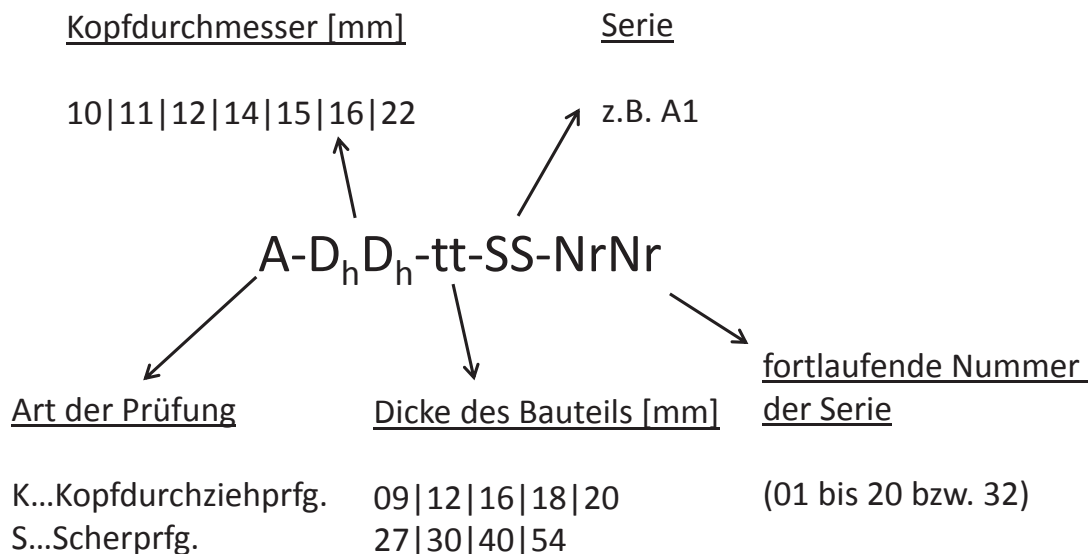 Kopfdurchmesser [mm]
Serie
10|11|12|14|15|16|22
z.B. A1
A-DₕDₕ-tt-SS-NrNr
Art der Prüfung
Dicke des Bauteils [mm]
fortlaufende Nummer
der Serie
K...Kopfdurchziehprfg.
S...Scherprfg.
09|12|16|18|20
27|30|40|54
(01 bis 20 bzw. 32)